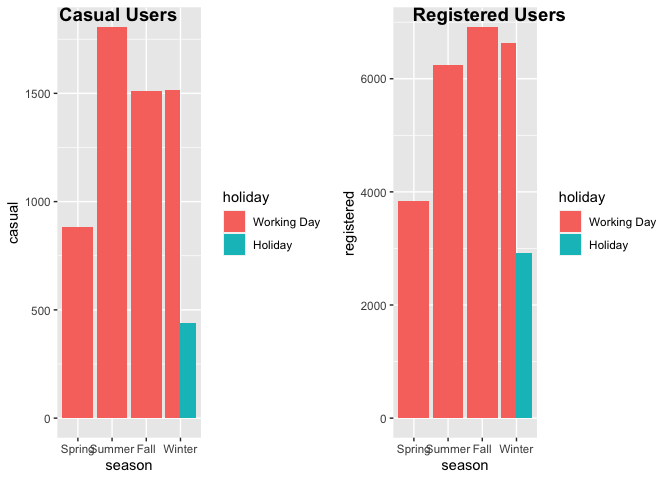 Casual Users
casual
1500
1000
500
0
Spring Summer Fall Winter
season
holiday
Working Day
Holiday
Registered Users
registered
6000
4000
2000
0
Spring Summer Fall Winter
season
holiday
Working Day
Holiday